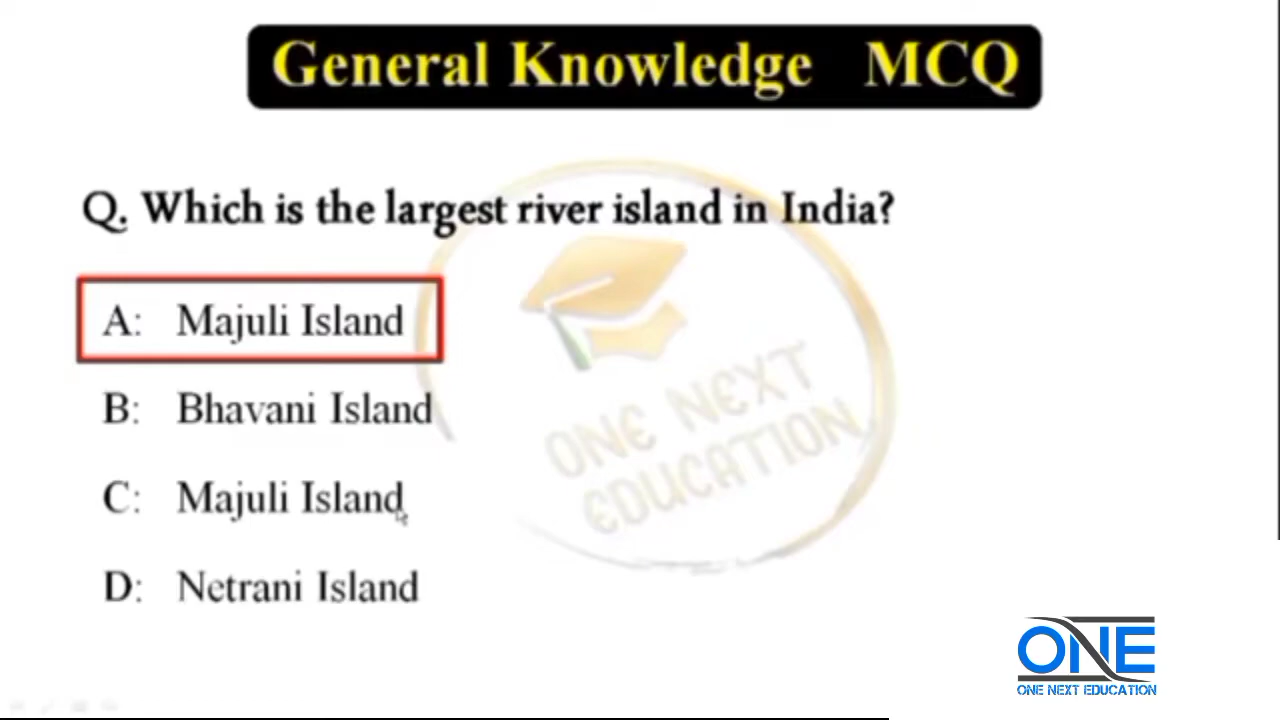 General Knowledge MCQ
Q. Which is the largest river island in India?
A: Majuli Island
B: Bhavani Island
C: Majuli Island
D: Netrani Island
ONE NEXT
EDUCATION
ONE
ONE NEXT EDUCATION